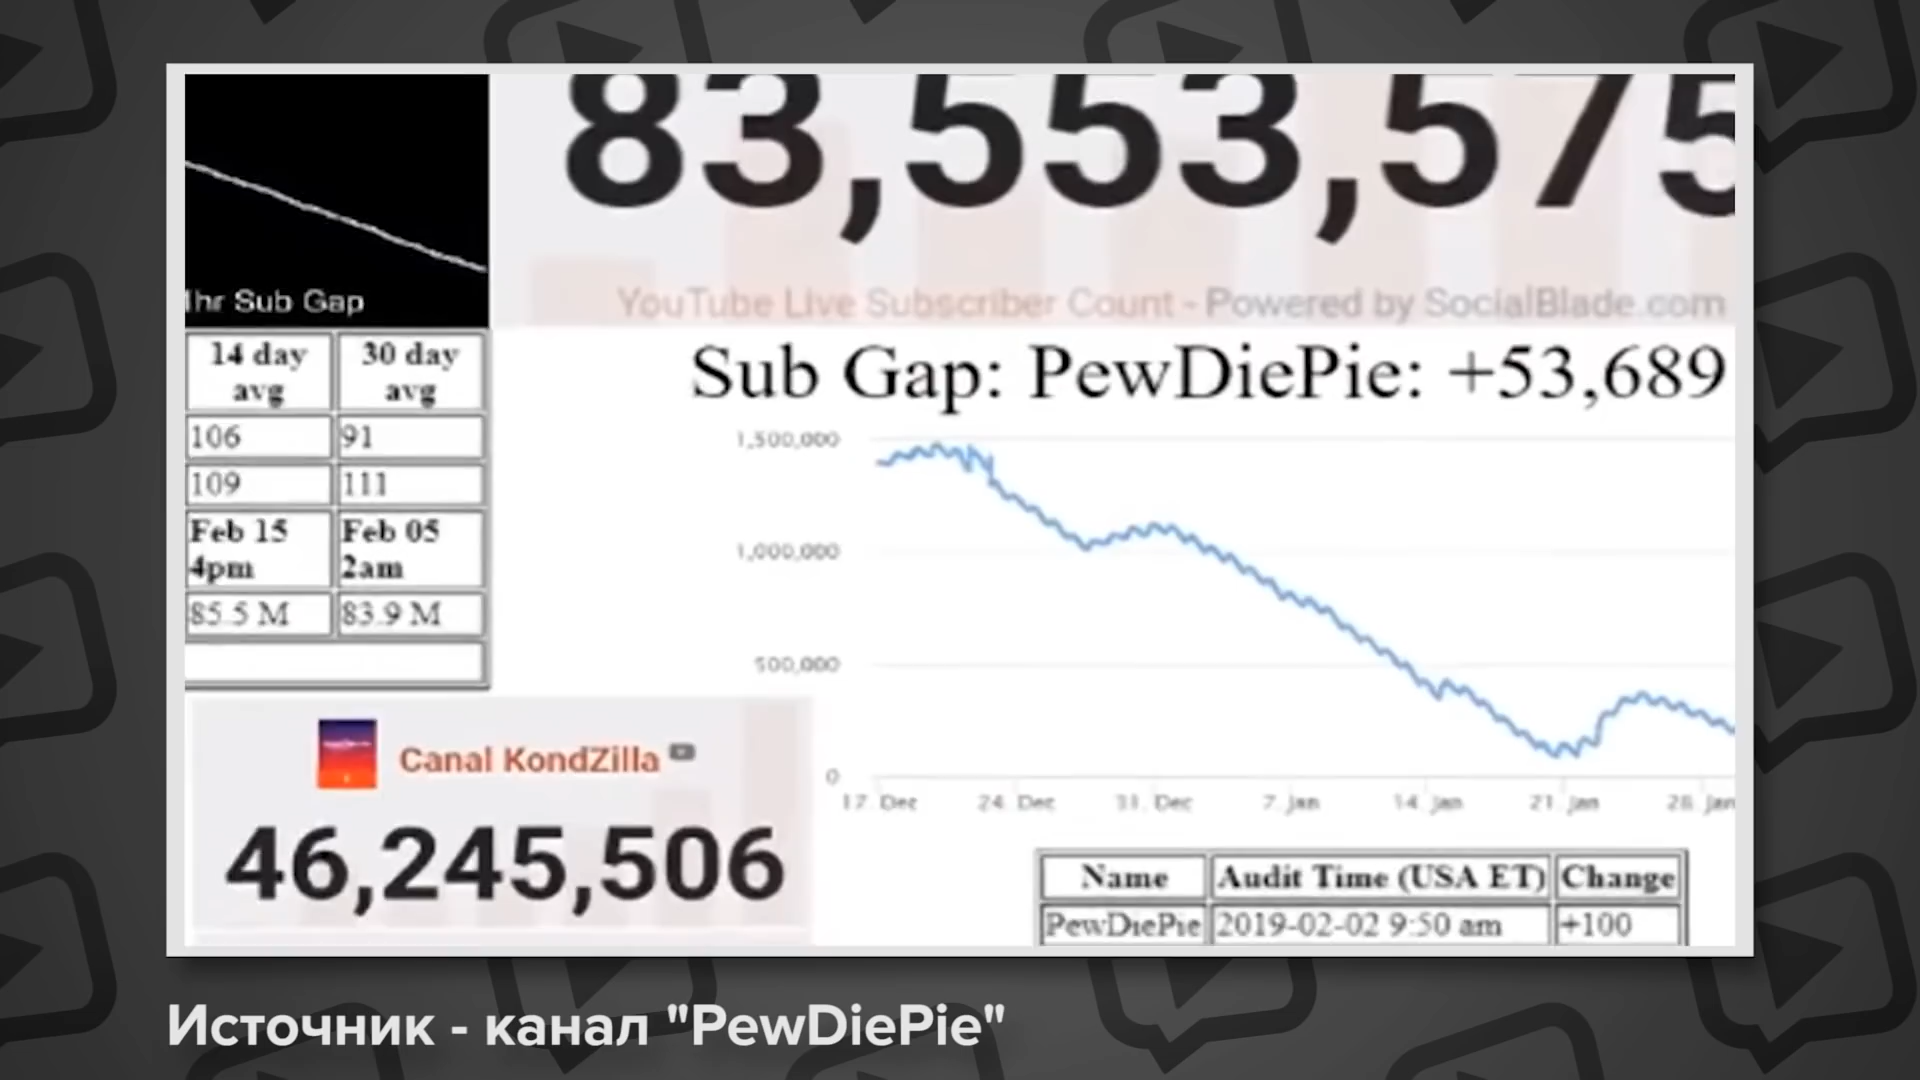 83,553,575
YouTube Live Subscriber Count - Powered by SocialBlade.com
Sub Gap
14 day avg 30 day avg
106 91
109 111
Feb 15 4pm Feb 05 2am
85.5 M 83.9 M
Sub Gap: PewDiePie: +53,689
1,500,000
1,000,000
500,000
0
17. Dec 24. Dec 31. Dec 7. Jan 14. Jan 21. Jan 28. Jan
Canal KondZilla
46,245,506
Name Audit Time (USA ET) Change
PewDiePie 2019-02-02 9:50 am +100
Источник - канал "PewDiePie"